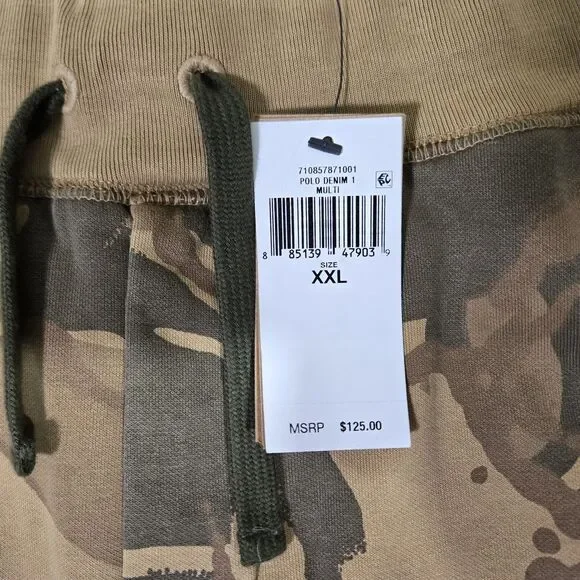 710857871001
POLO DENIM 1
MULTI
8 85139 47903 9
SIZE
XXL
MSRP $125.00